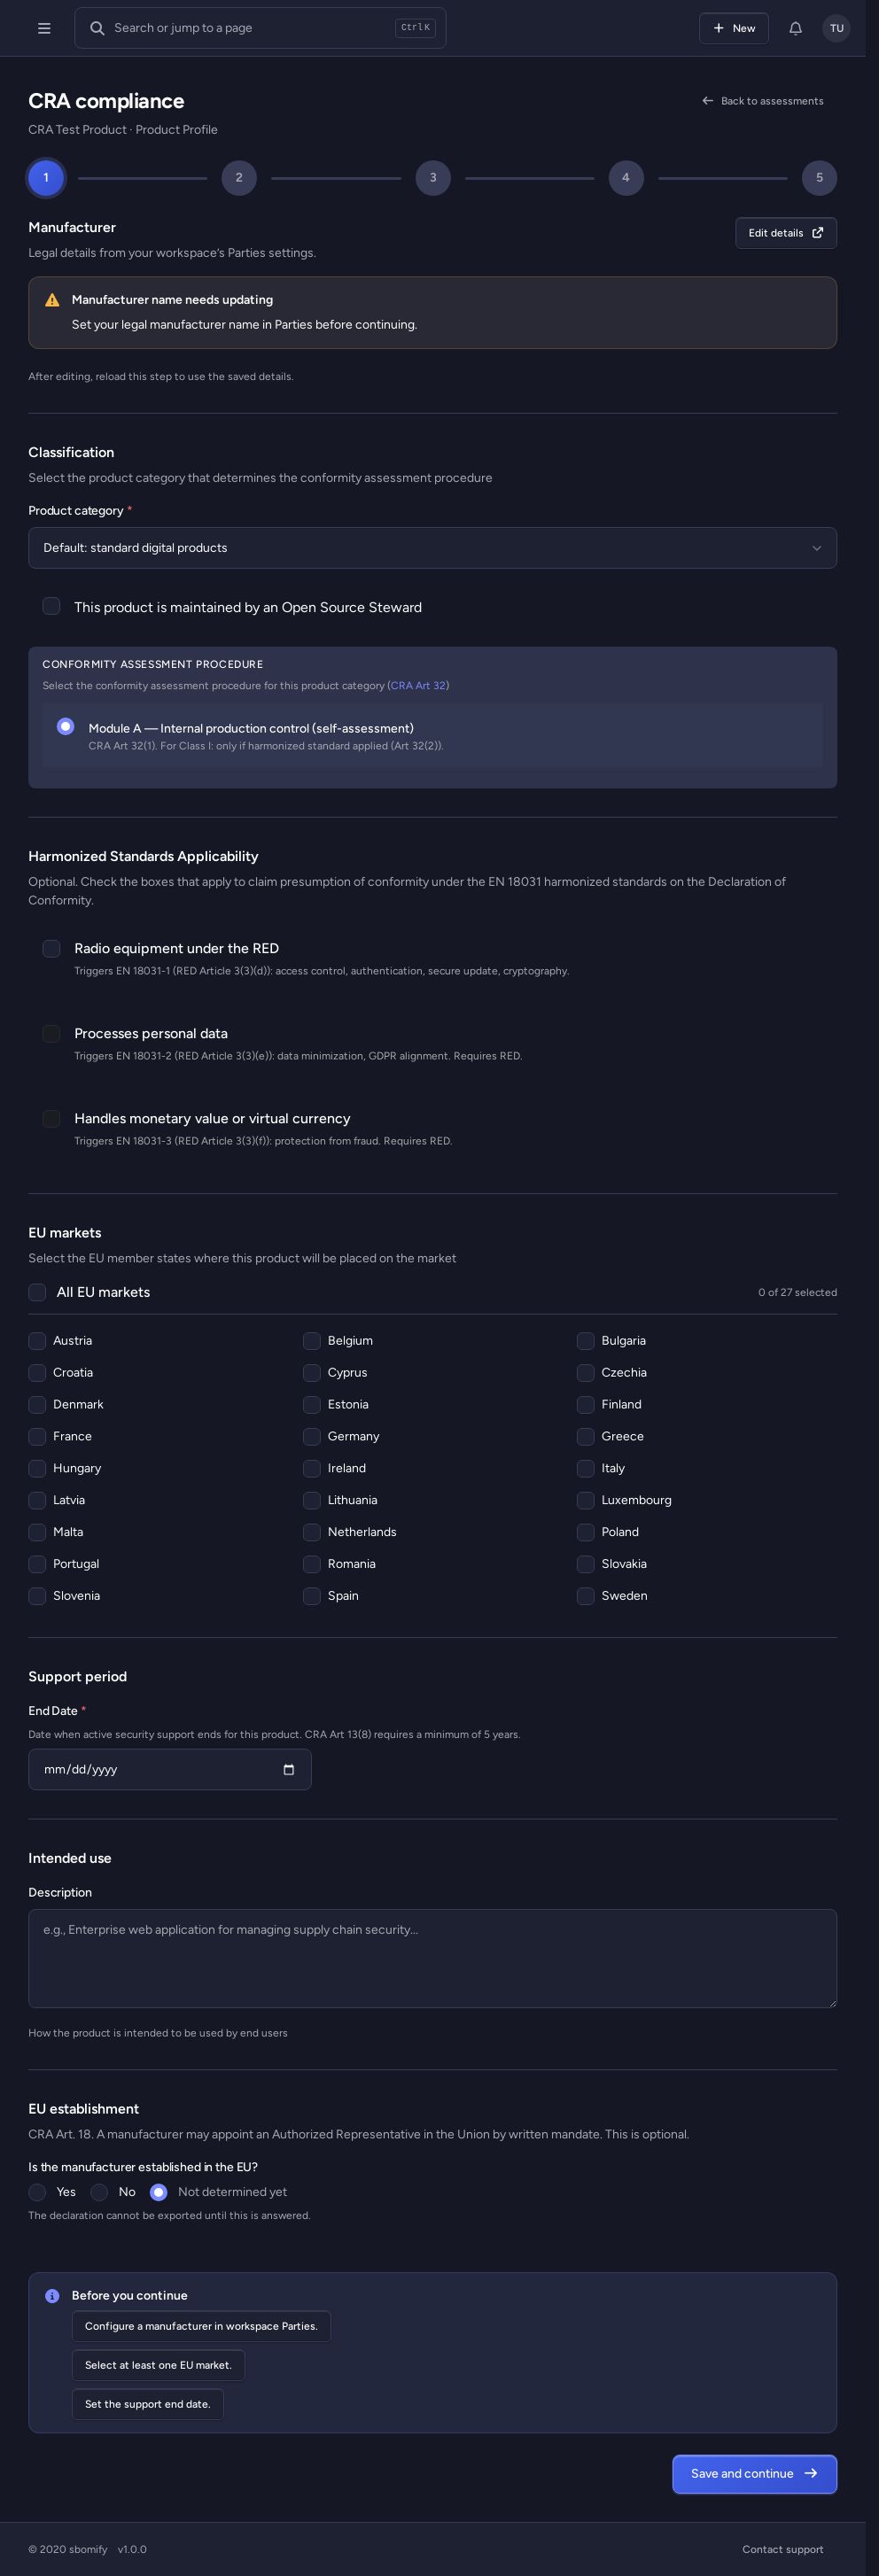 Search or jump to a page
Ctrl K
New
TU
CRA compliance
Back to assessments
CRA Test Product · Product Profile
1 2 3 4 5
Manufacturer
Edit details
Legal details from your workspace's Parties settings.
Manufacturer name needs updating
Set your legal manufacturer name in Parties before continuing.
After editing, reload this step to use the saved details.
Classification
Select the product category that determines the conformity assessment procedure
Product category *
Default: standard digital products
This product is maintained by an Open Source Steward
CONFORMITY ASSESSMENT PROCEDURE
Select the conformity assessment procedure for this product category (CRA Art 32)
Module A — Internal production control (self-assessment)
CRA Art 32(1). For Class I: only if harmonized standard applied (Art 32(2)).
Harmonized Standards Applicability
Optional. Check the boxes that apply to claim presumption of conformity under the EN 18031 harmonized standards on the Declaration of
Conformity.
Radio equipment under the RED
Triggers EN 18031-1 (RED Article 3(3)(d)): access control, authentication, secure update, cryptography.
Processes personal data
Triggers EN 18031-2 (RED Article 3(3)(e)): data minimization, GDPR alignment. Requires RED.
Handles monetary value or virtual currency
Triggers EN 18031-3 (RED Article 3(3)(f)): protection from fraud. Requires RED.
EU markets
Select the EU member states where this product will be placed on the market
All EU markets
0 of 27 selected
Austria Belgium Bulgaria
Croatia Cyprus Czechia
Denmark Estonia Finland
France Germany Greece
Hungary Ireland Italy
Latvia Lithuania Luxembourg
Malta Netherlands Poland
Portugal Romania Slovakia
Slovenia Spain Sweden
Support period
End Date *
Date when active security support ends for this product. CRA Art 13(8) requires a minimum of 5 years.
mm/dd/yyyy
Intended use
Description
e.g., Enterprise web application for managing supply chain security...
How the product is intended to be used by end users
EU establishment
CRA Art. 18. A manufacturer may appoint an Authorized Representative in the Union by written mandate. This is optional.
Is the manufacturer established in the EU?
Yes No Not determined yet
The declaration cannot be exported until this is answered.
Before you continue
Configure a manufacturer in workspace Parties.
Select at least one EU market.
Set the support end date.
Save and continue
© 2020 sbomify v1.0.0
Contact support